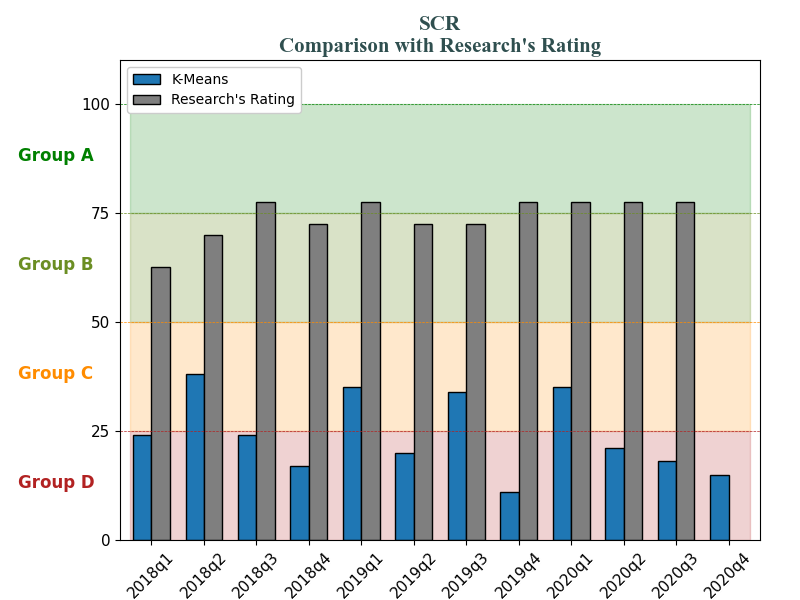 SCR
Comparison with Research's Rating
K-Means
Research's Rating
100
Group A
75
Group B
50
Group C
25
Group D
0
2018q1
2018q2
2018q3
2018q4
2019q1
2019q2
2019q3
2019q4
2020q1
2020q2
2020q3
2020q4